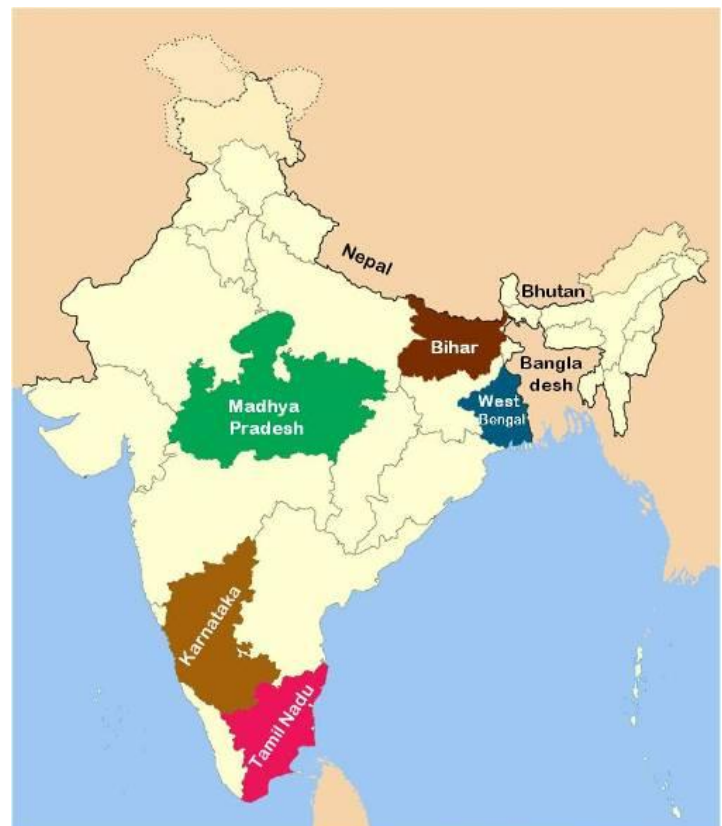 Nepal
Bhutan
Bihar
Bangla
desh
Madhya
Pradesh
West
Bengal
Karnataka
Tamil Nadu